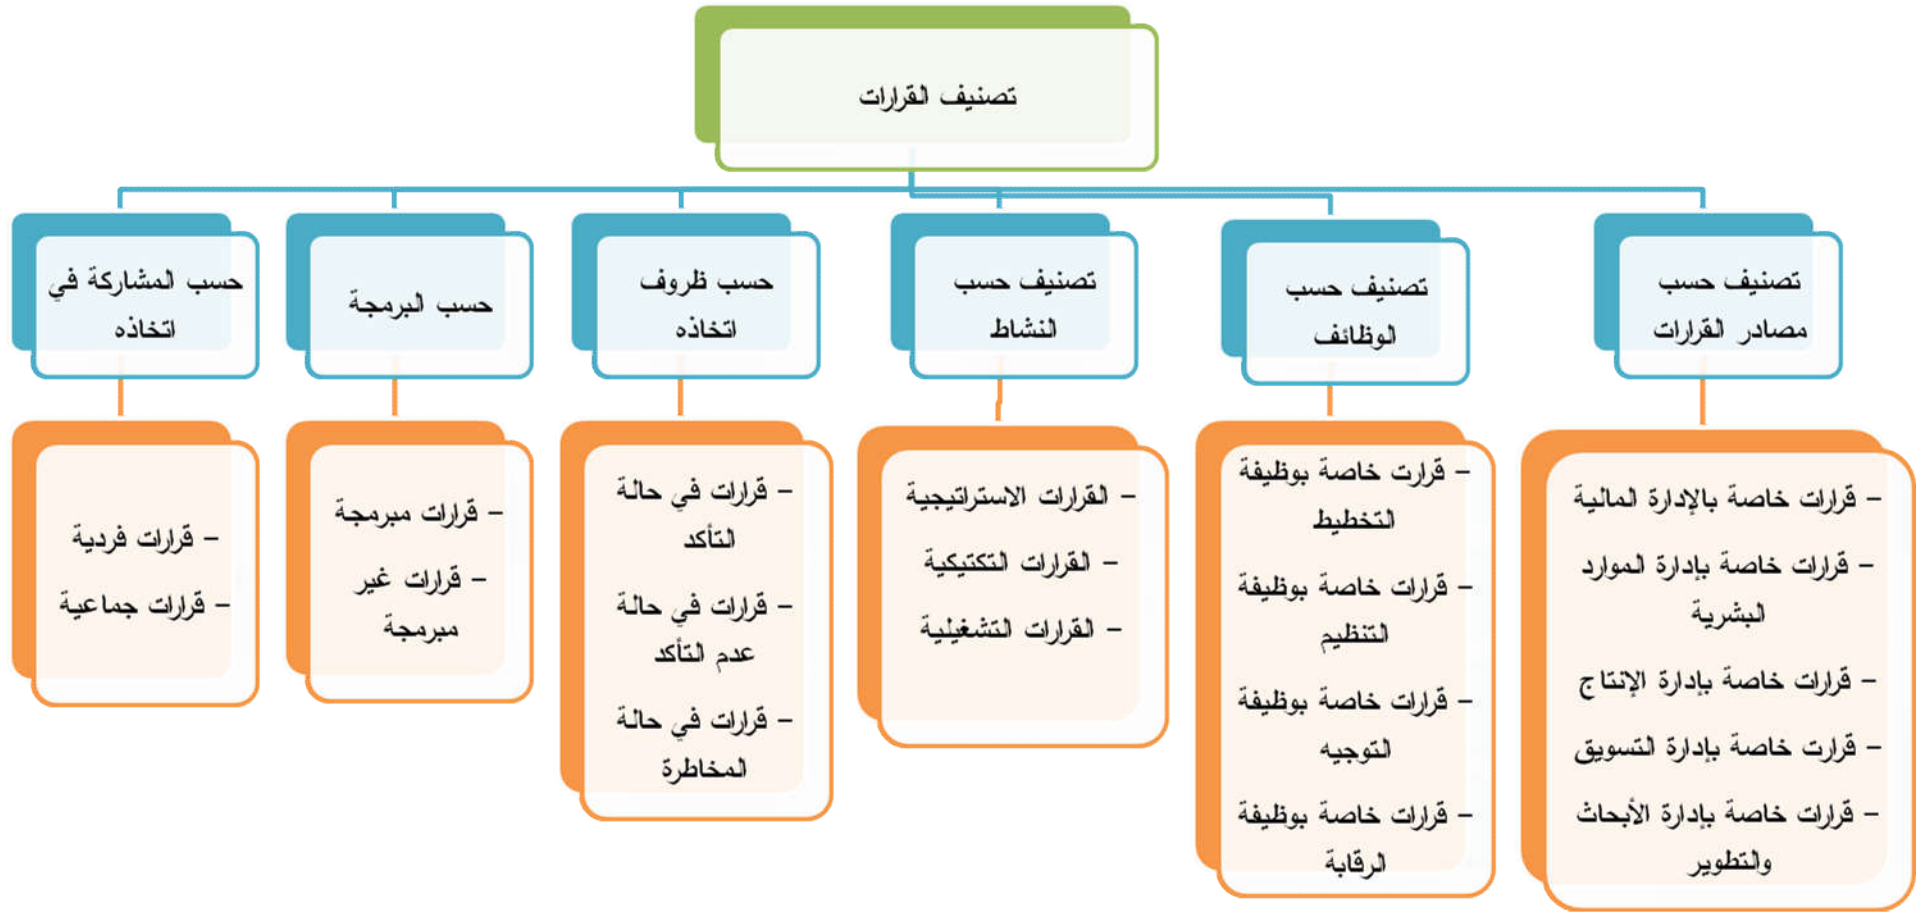 تصنيف القرارات
تصنيف حسب
مصادر القرارات
تصنيف حسب
الوظائف
تصنيف حسب
النشاط
حسب ظروف
اتخاذه
حسب البرمجة
حسب المشاركة في
اتخاذه
- قرارات خاصة بالإدارة المالية
- قرارات خاصة بإدارة الموارد
البشرية
- قرارات خاصة بإدارة الإنتاج
- قرارت خاصة بإدارة التسويق
- قرارات خاصة بإدارة الأبحاث
والتطوير
- قرارت خاصة بوظيفة
التخطيط
- قرارات خاصة بوظيفة
التنظيم
- قرارات خاصة بوظيفة
التوجيه
- قرارات خاصة بوظيفة
الرقابة
- القرارات الاستراتيجية
- القرارات التكتيكية
- القرارات التشغيلية
- قرارات في حالة
التأكد
- قرارات في حالة
عدم التأكد
- قرارات في حالة
المخاطرة
- قرارات مبرمجة
- قرارات غير
مبرمجة
- قرارات فردية
- قرارات جماعية